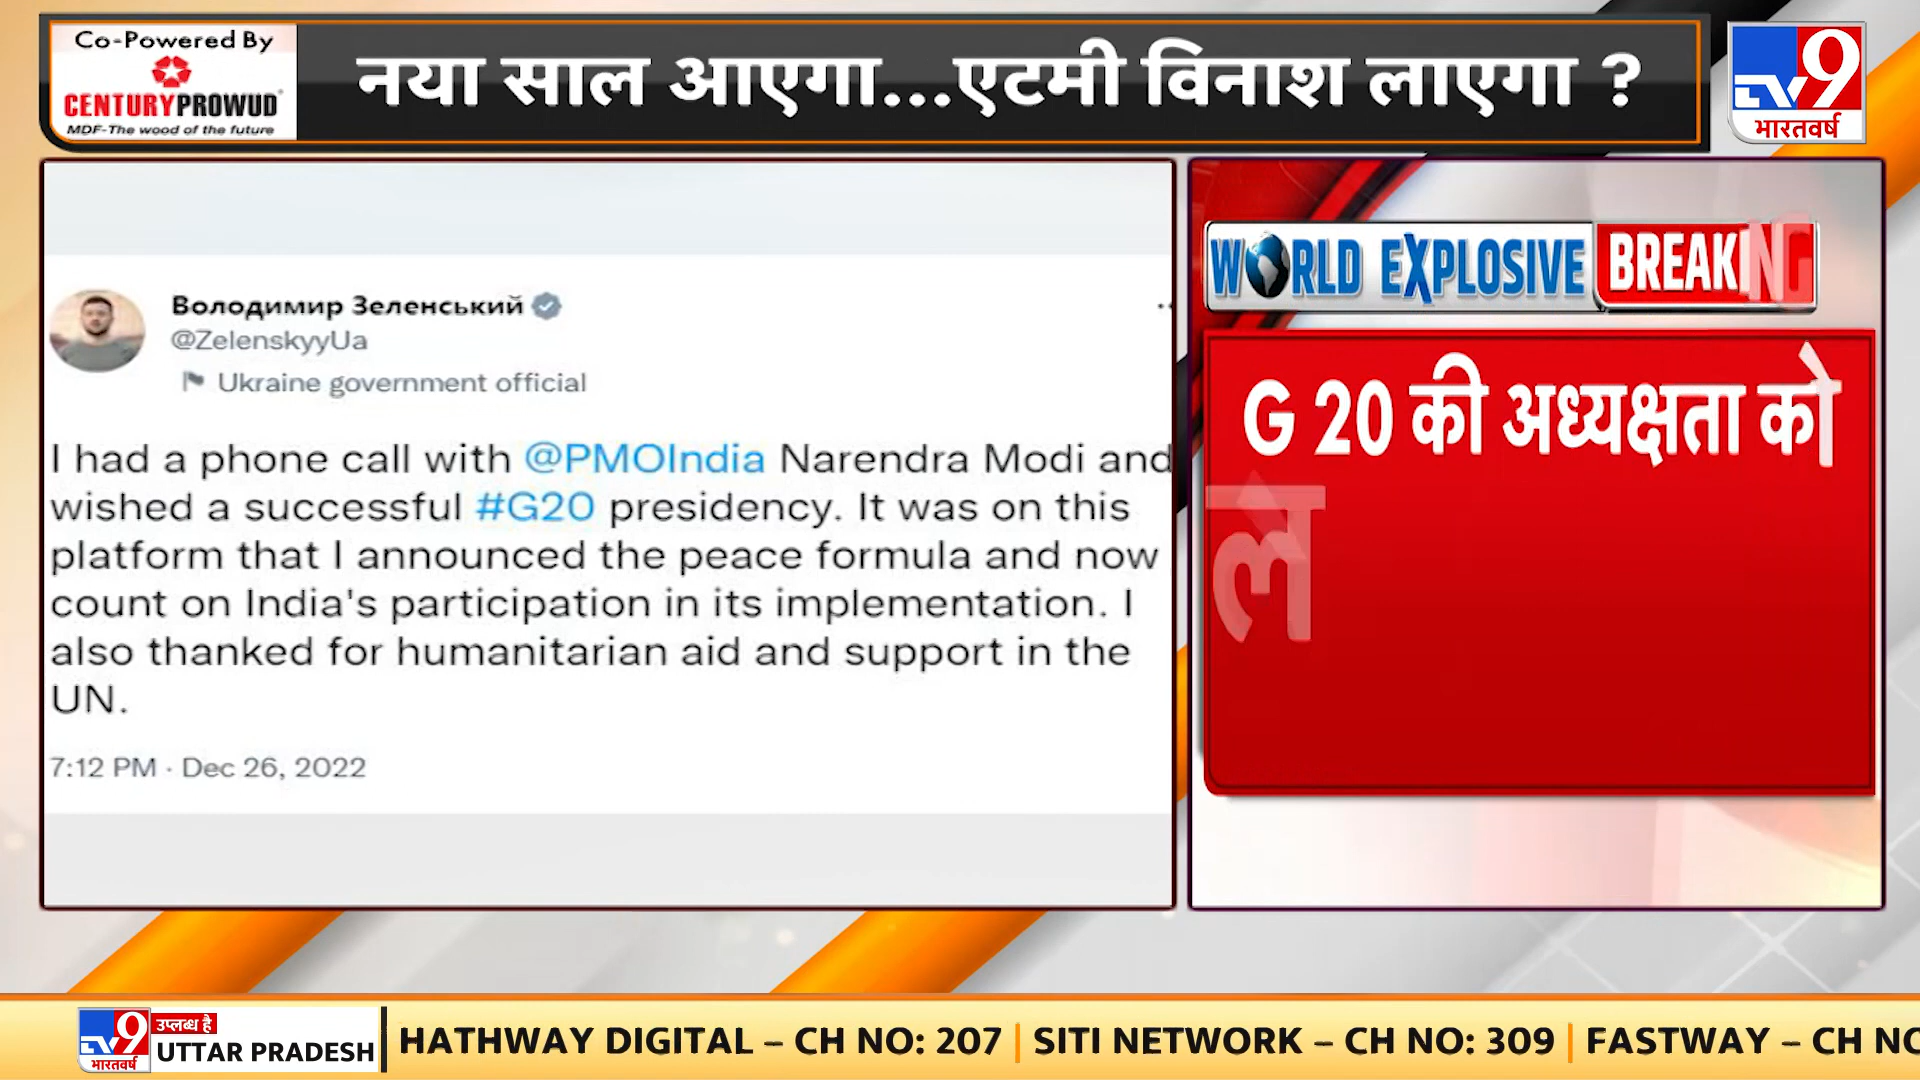 Co-Powered By
CENTURYPROWUD
MDF-The wood of the future
नया साल आएगा...एटमी विनाश लाएगा ?
TV9
भारतवर्ष
Володимир Зеленський
@ZelenskyyUa
Ukraine government official
I had a phone call with @PMOIndia Narendra Modi and
wished a successful #G20 presidency. It was on this
platform that I announced the peace formula and now
count on India's participation in its implementation. I
also thanked for humanitarian aid and support in the
UN.
7:12 PM · Dec 26, 2022
WORLD EXPLOSIVE BREAKING
G 20 की अध्यक्षता को
ल
TV9
भारतवर्ष
उप्लब्ध है
UTTAR PRADESH
HATHWAY DIGITAL – CH NO: 207 | SITI NETWORK – CH NO: 309 | FASTWAY – CH NO